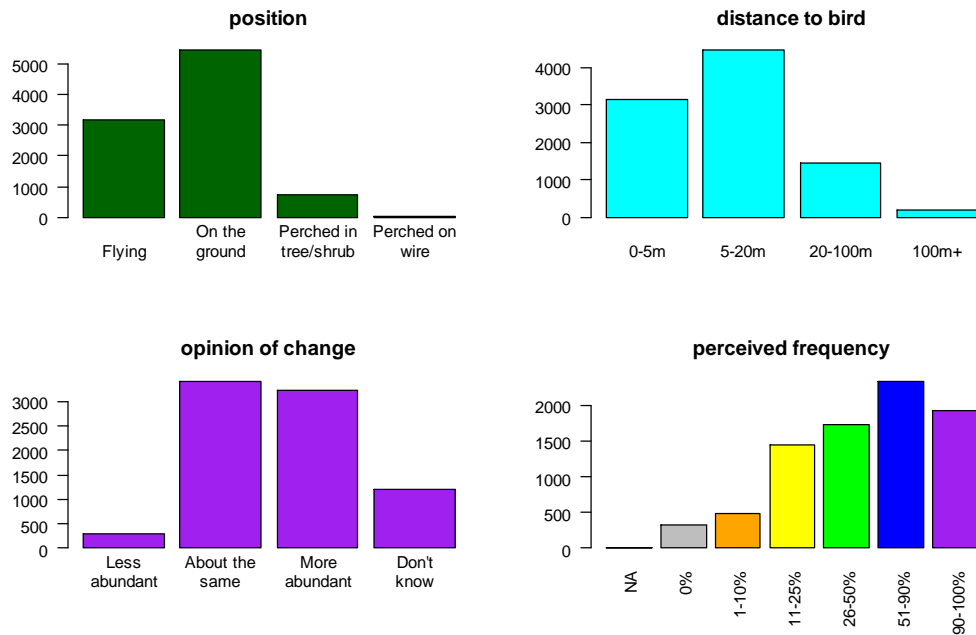 position
5000
4000
3000
2000
1000
0
Flying
On the
ground
Perched in
tree/shrub
Perched on
wire
distance to bird
4000
3000
2000
1000
0
0-5m
5-20m
20-100m
100m+
opinion of change
3000
2500
2000
1500
1000
500
0
Less
abundant
About the
same
More
abundant
Don't
know
perceived frequency
2000
1500
1000
500
0
NA
0%
1-10%
11-25%
26-50%
51-90%
90-100%